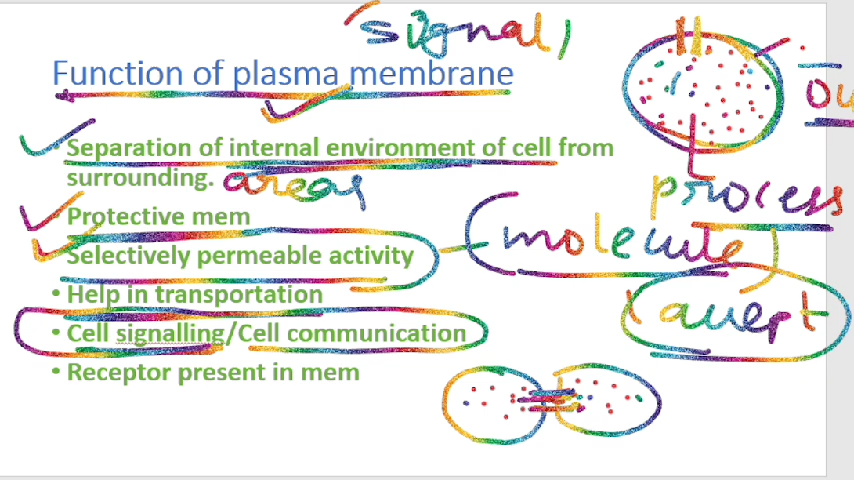 signal
Function of plasma membrane
ou
Separation of internal environment of cell from
surrounding. areas
process
• Protective mem
molecule
• Selectively permeable activity
• Help in transportation
accept
• Cell signalling/Cell communication
• Receptor present in mem